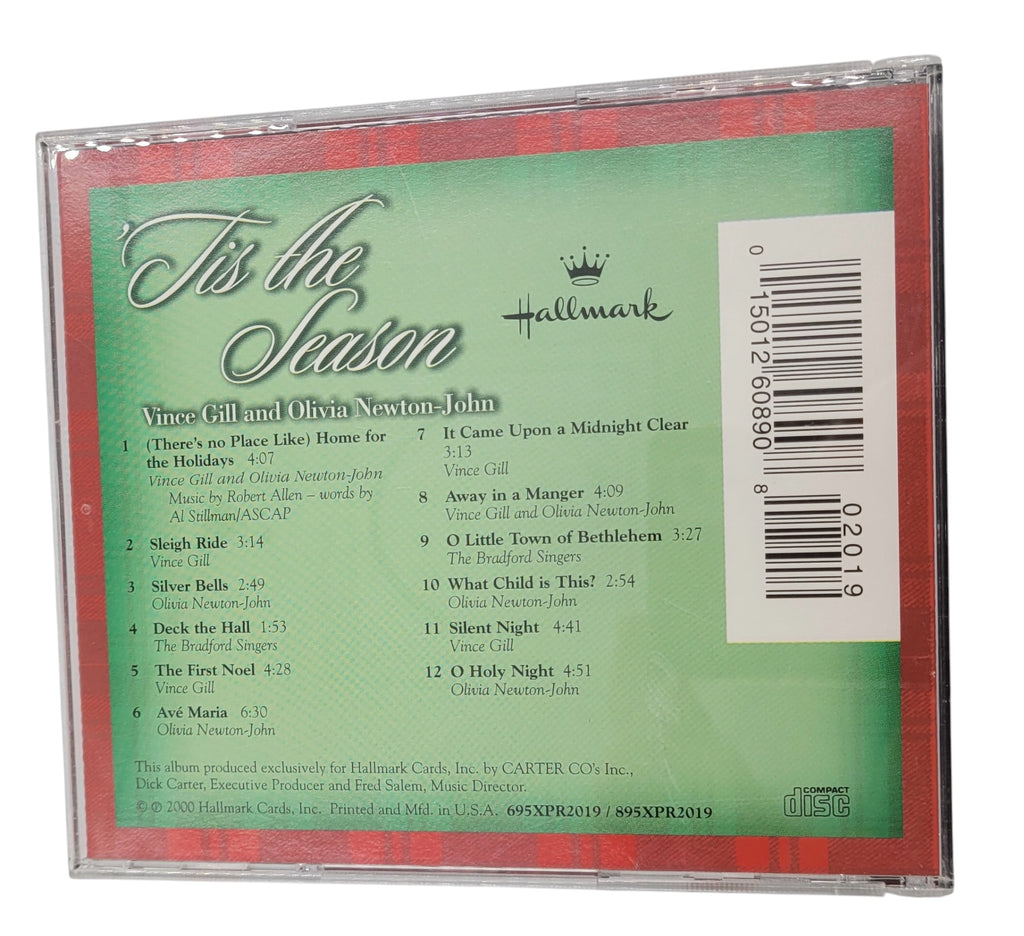 'Tis the
Season
Hallmark
Vince Gill and Olivia Newton-John
1 (There's no Place Like) Home for
the Holidays 4:07
Vince Gill and Olivia Newton-John
Music by Robert Allen – words by
Al Stillman/ASCAP
2 Sleigh Ride 3:14
Vince Gill
3 Silver Bells 2:49
Olivia Newton-John
4 Deck the Hall 1:53
The Bradford Singers
5 The First Noel 4:28
Vince Gill
6 Avé Maria 6:30
Olivia Newton-John
7 It Came Upon a Midnight Clear
3:13
Vince Gill
8 Away in a Manger 4:09
Vince Gill and Olivia Newton-John
9 O Little Town of Bethlehem 3:27
The Bradford Singers
10 What Child is This? 2:54
Olivia Newton-John
11 Silent Night 4:41
Vince Gill
12 O Holy Night 4:51
Olivia Newton-John
0 15012 60890 8
02019
This album produced exclusively for Hallmark Cards, Inc. by CARTER CO's Inc.,
Dick Carter, Executive Producer and Fred Salem, Music Director.
© ℗ 2000 Hallmark Cards, Inc. Printed and Mfd. in U.S.A. 695XPR2019 / 895XPR2019
COMPACT
disc